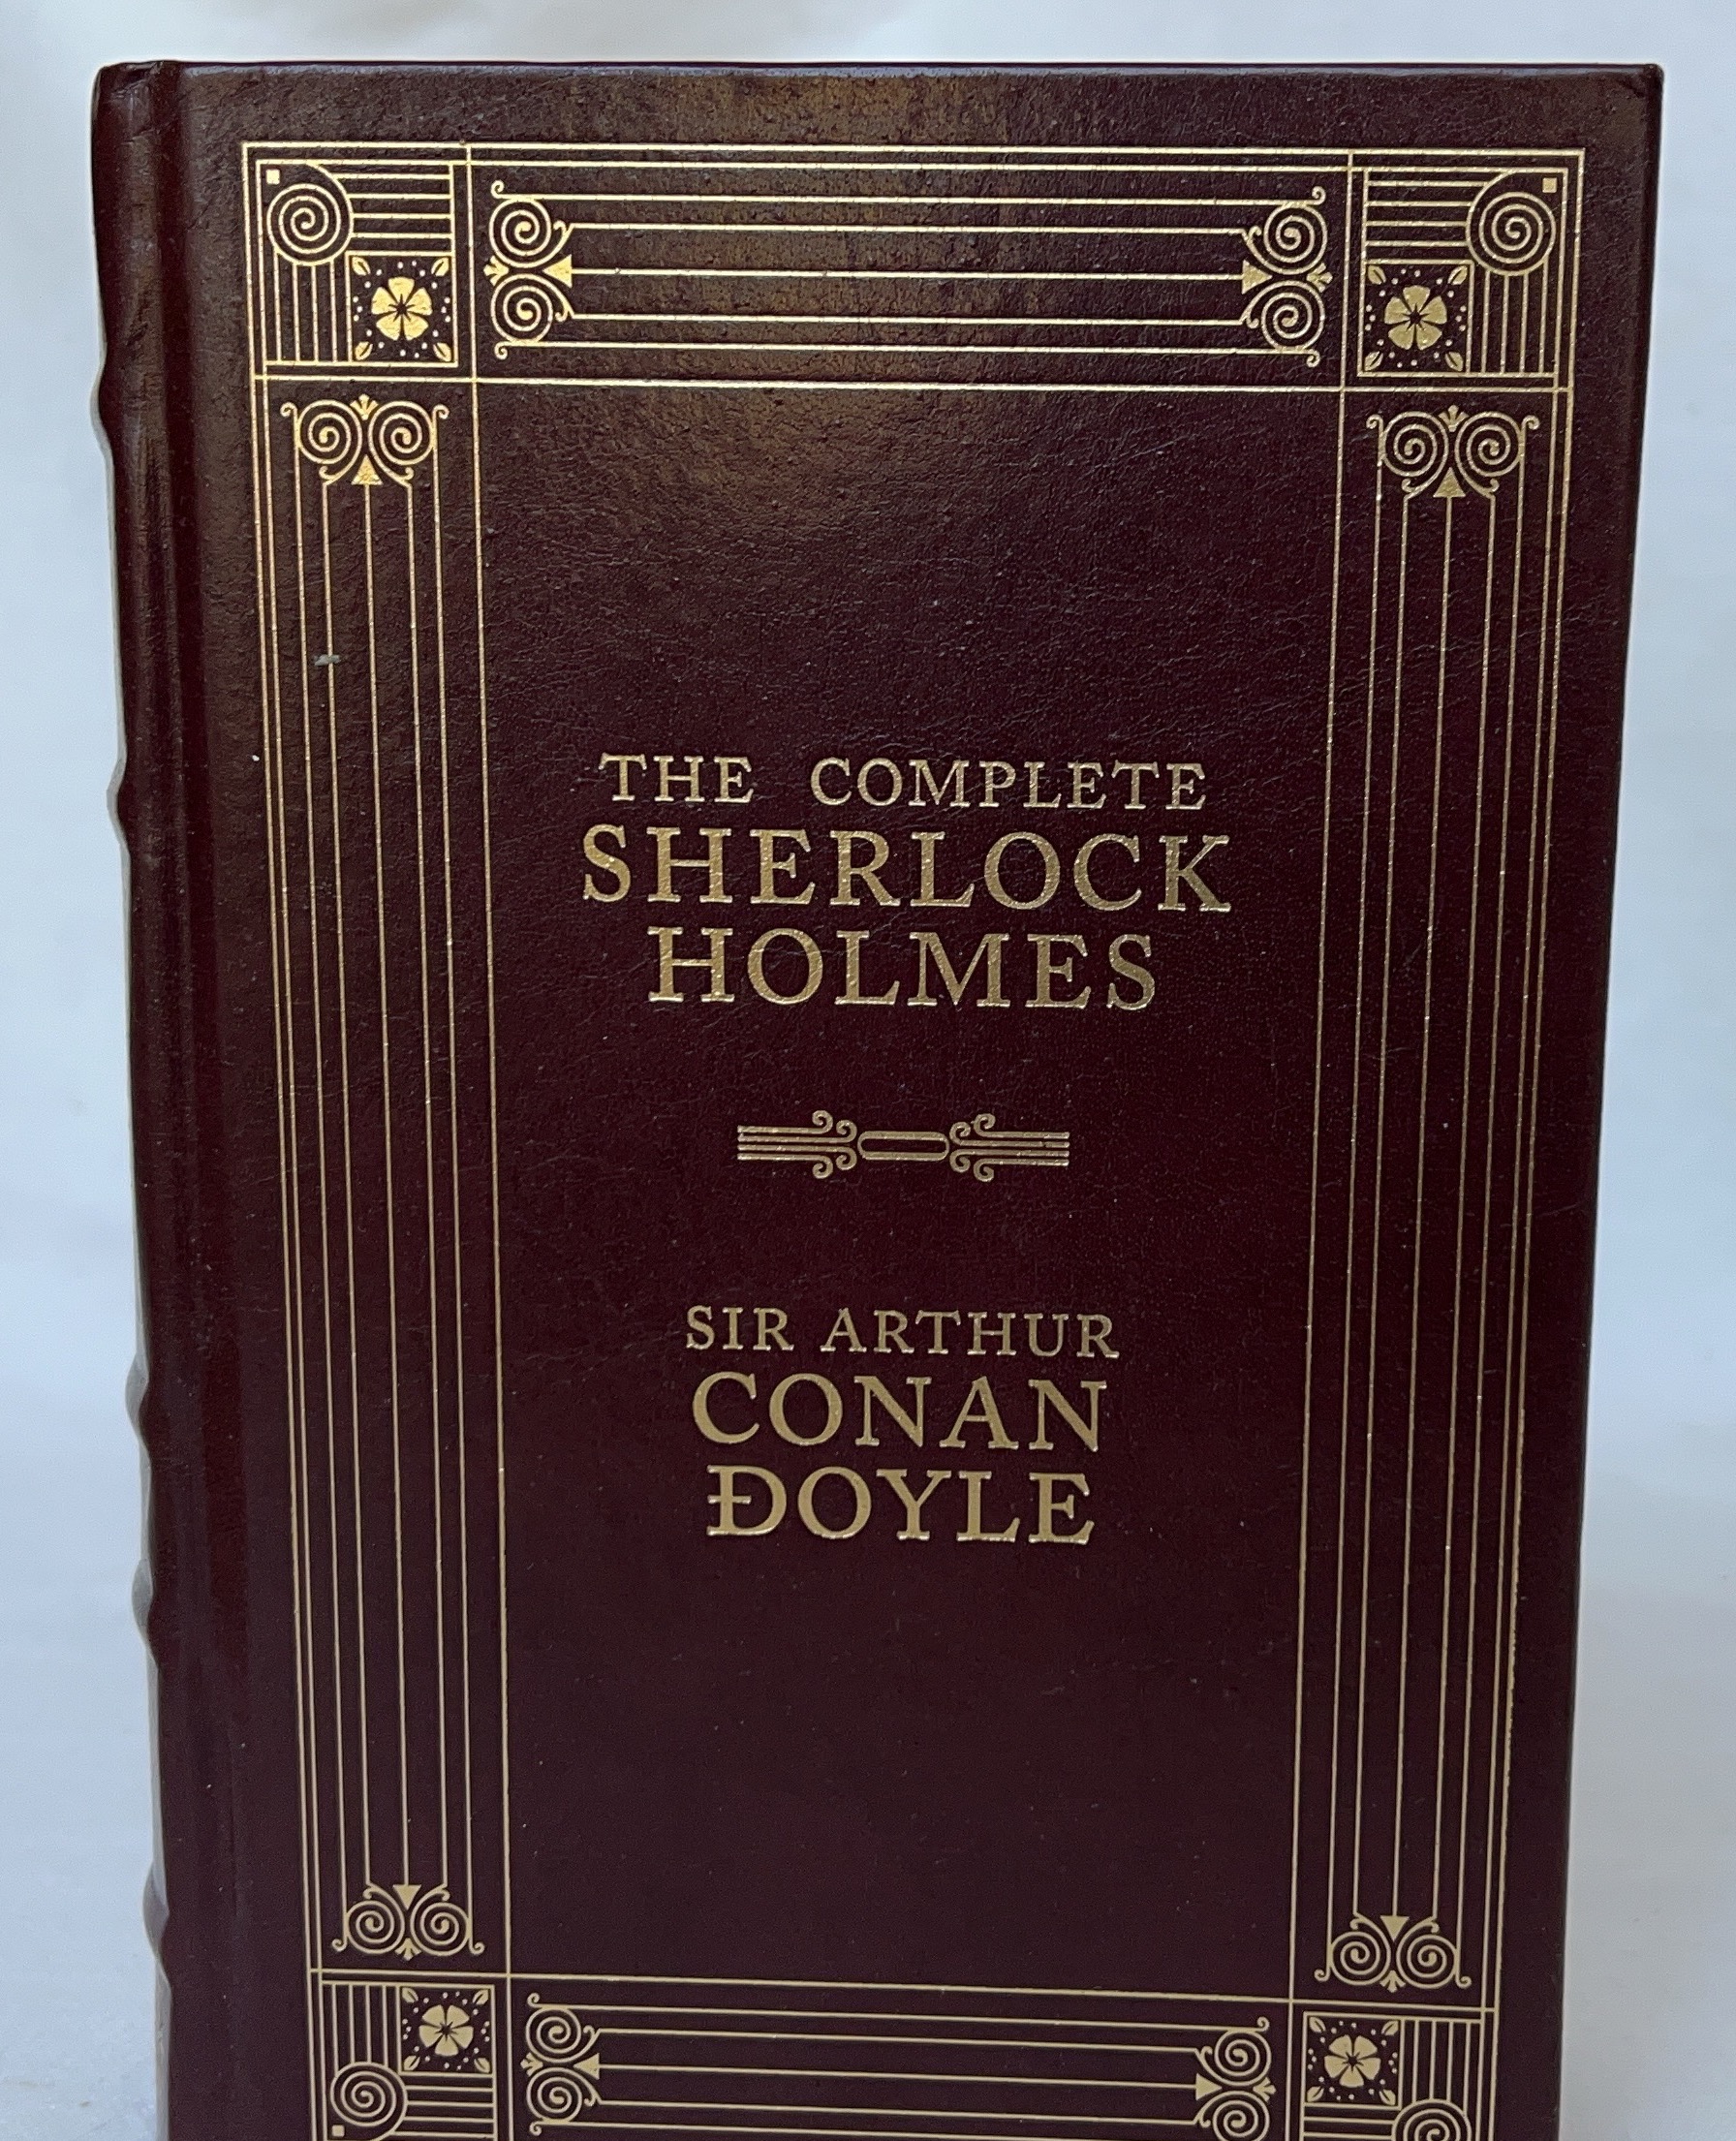 THE COMPLETE
SHERLOCK
HOLMES
SIR ARTHUR
CONAN
ĐOYLE